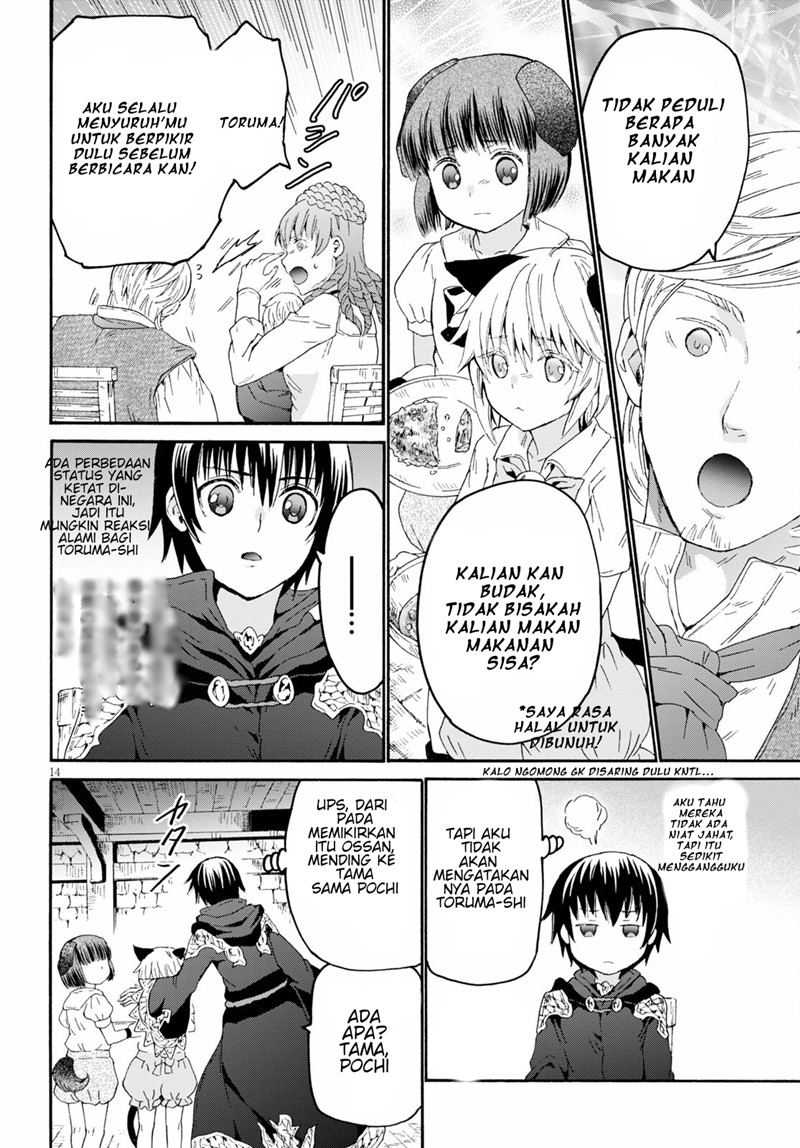 TIDAK PEDULI
BERAPA
BANYAK
KALIAN
MAKAN
KALIAN KAN
BUDAK,
TIDAK BISAKAH
KALIAN MAKAN
MAKANAN
SISA?
*SAYA RASA
HALAL UNTUK
DIBUNUH!
KALO NGOMONG GK DISARING DULU KNTL...
TORUMA!
AKU SELALU
MENYURUH'MU
UNTUK BERPIKIR
DULU SEBELUM
BERBICARA KAN!
!...
ADA PERBEDAAN
STATUS YANG
KETAT DI-
NEGARA INI,
JADI ITU
MUNGKIN REAKSI
ALAMI BAGI
TORUMA-SHI
14
AKU TAHU
MEREKA
TIDAK ADA
NIAT JAHAT,
TAPI ITU
SEDIKIT
MENGGANGGUKU
TAPI AKU
TIDAK
AKAN
MENGATAKAN
NYA PADA
TORUMA-SHI
UPS, DARI
PADA
MEMIKIRKAN
ITU OSSAN,
MENDING KE
TAMA
SAMA POCHI
ADA
APA?
TAMA,
POCHI
ガタン